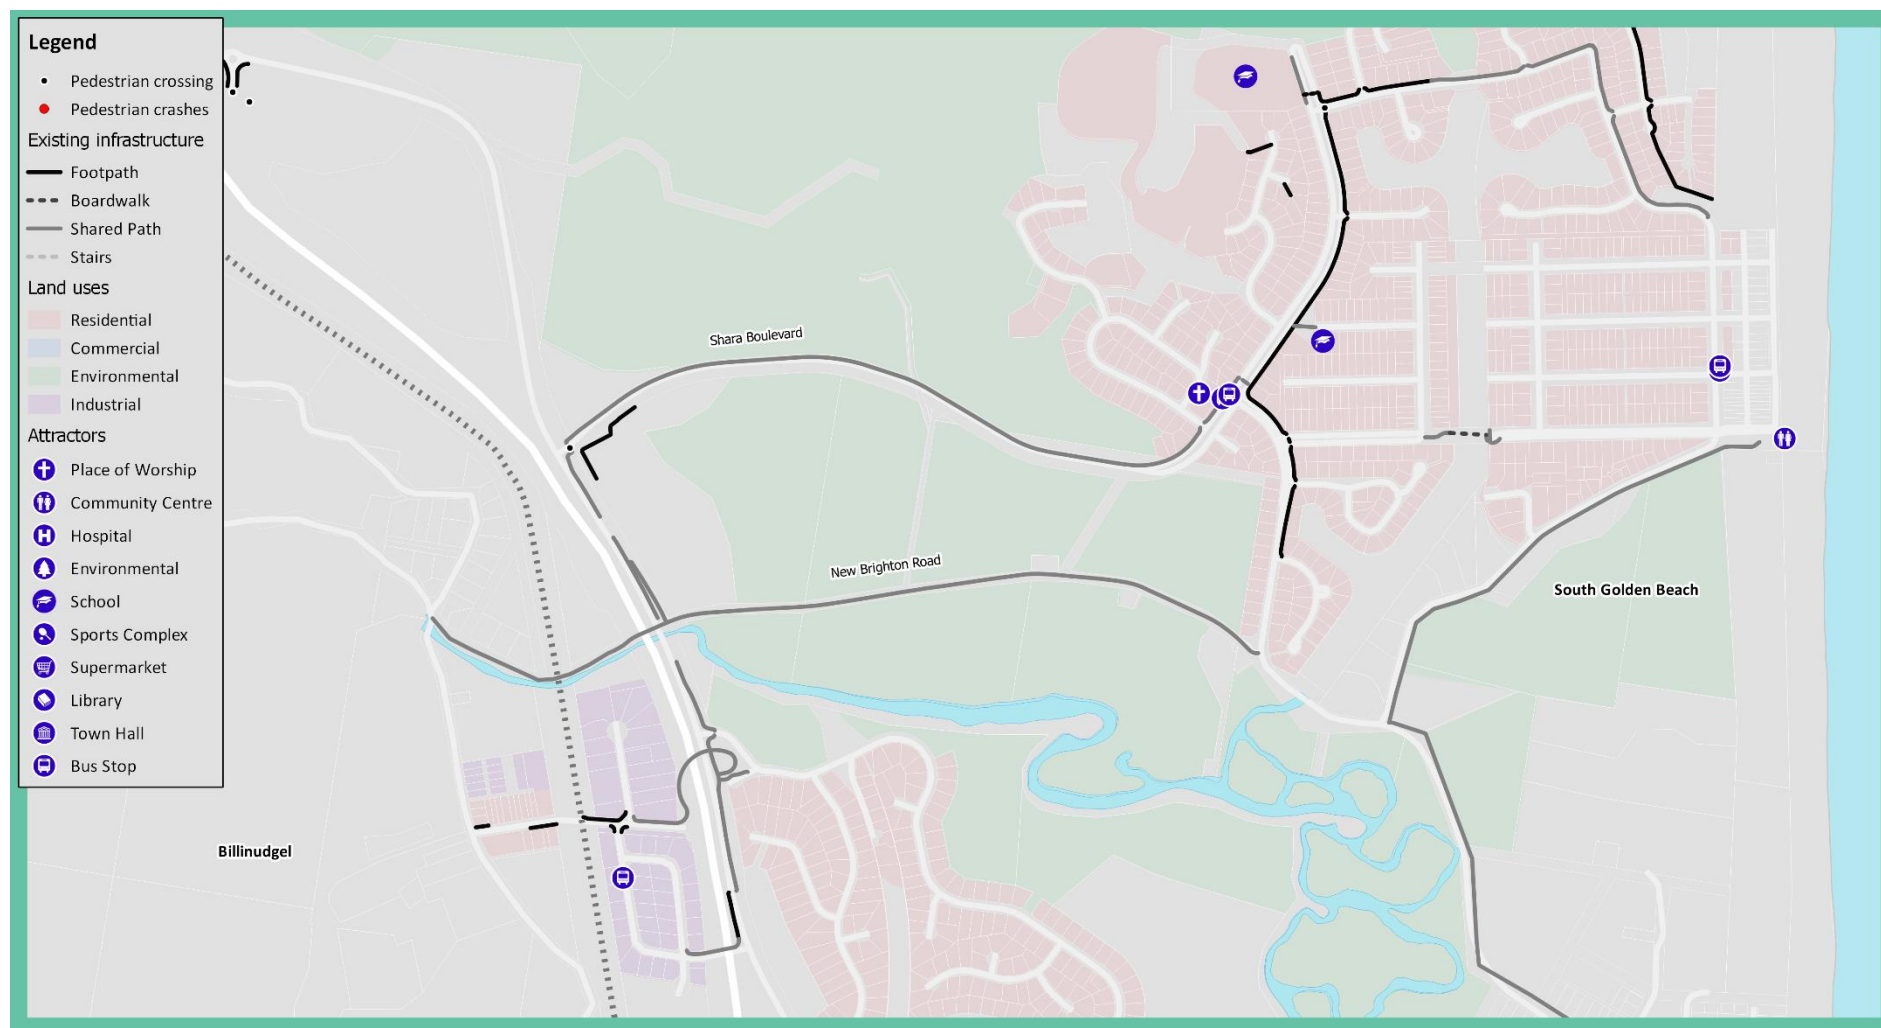 Legend
Pedestrian crossing
Pedestrian crashes
Existing infrastructure
Footpath
Boardwalk
Shared Path
Stairs
Land uses
Residential
Commercial
Environmental
Industrial
Attractors
Place of Worship
Community Centre
Hospital
Environmental
School
Sports Complex
Supermarket
Library
Town Hall
Bus Stop
Shara Boulevard
New Brighton Road
South Golden Beach
Billinudgel